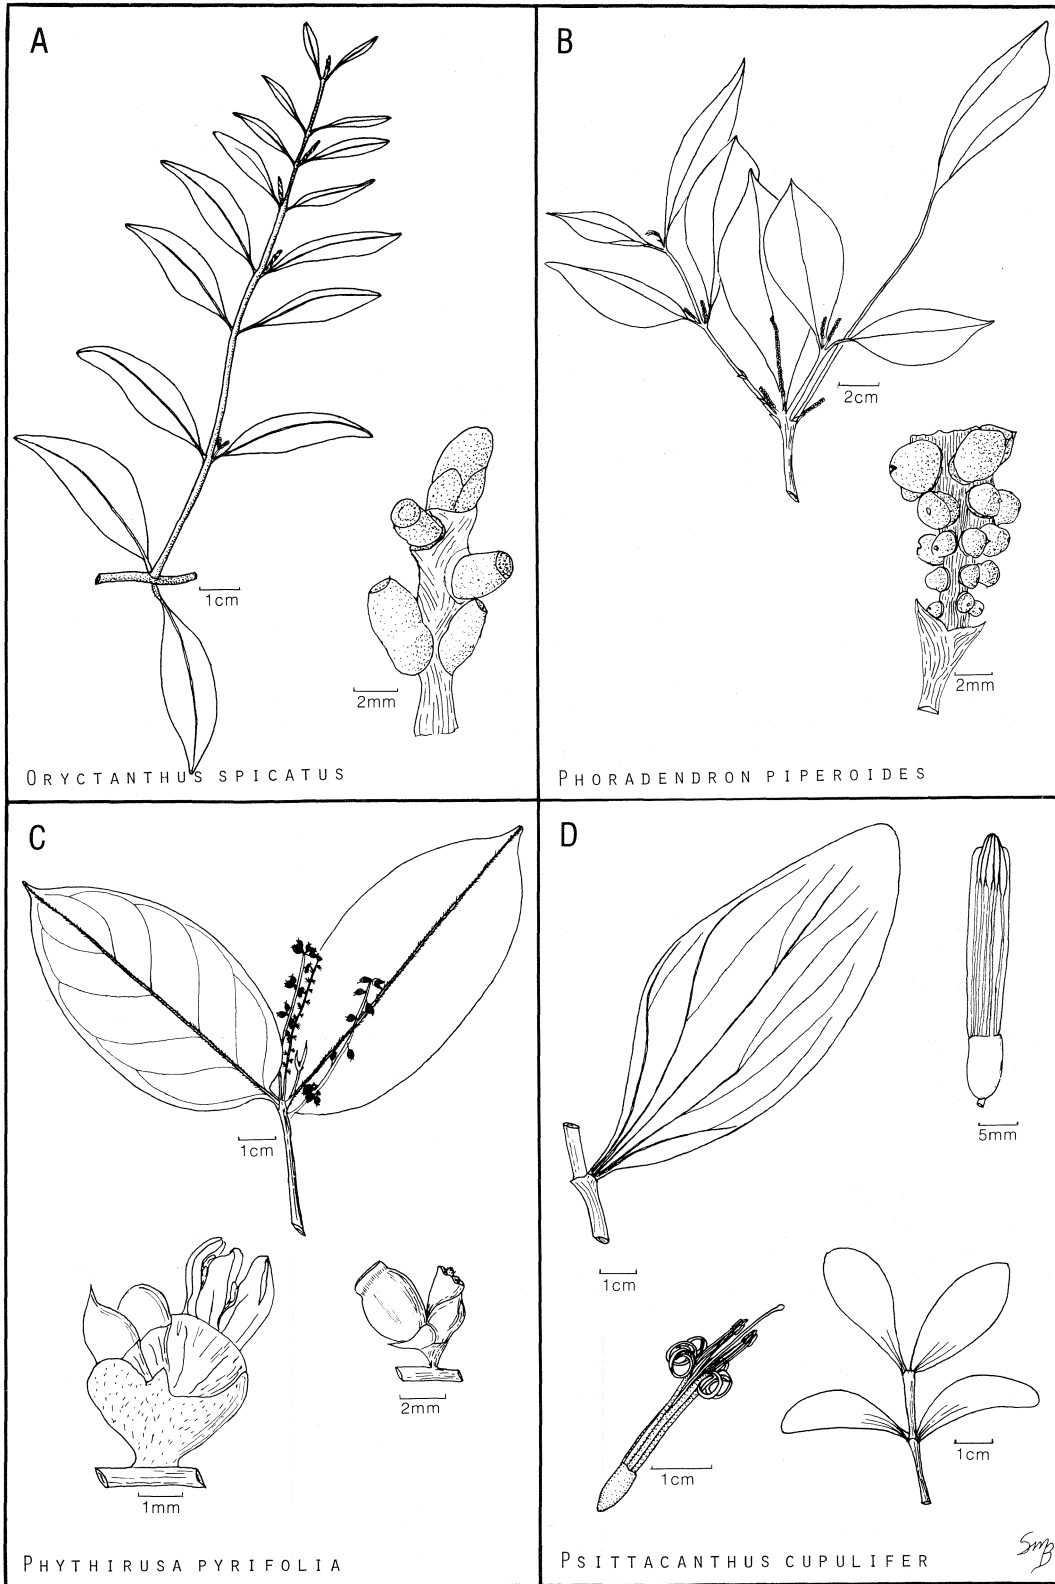 A
1cm
2mm
ORYCTANTHUS SPICATUS
B
2cm
2mm
PHORADENDRON PIPEROIDES
C
1cm
1mm
2mm
PHYTHIRUSA PYRIFOLIA
D
5mm
1cm
1cm
1cm
PSITTACANTHUS CUPULIFER
SMB